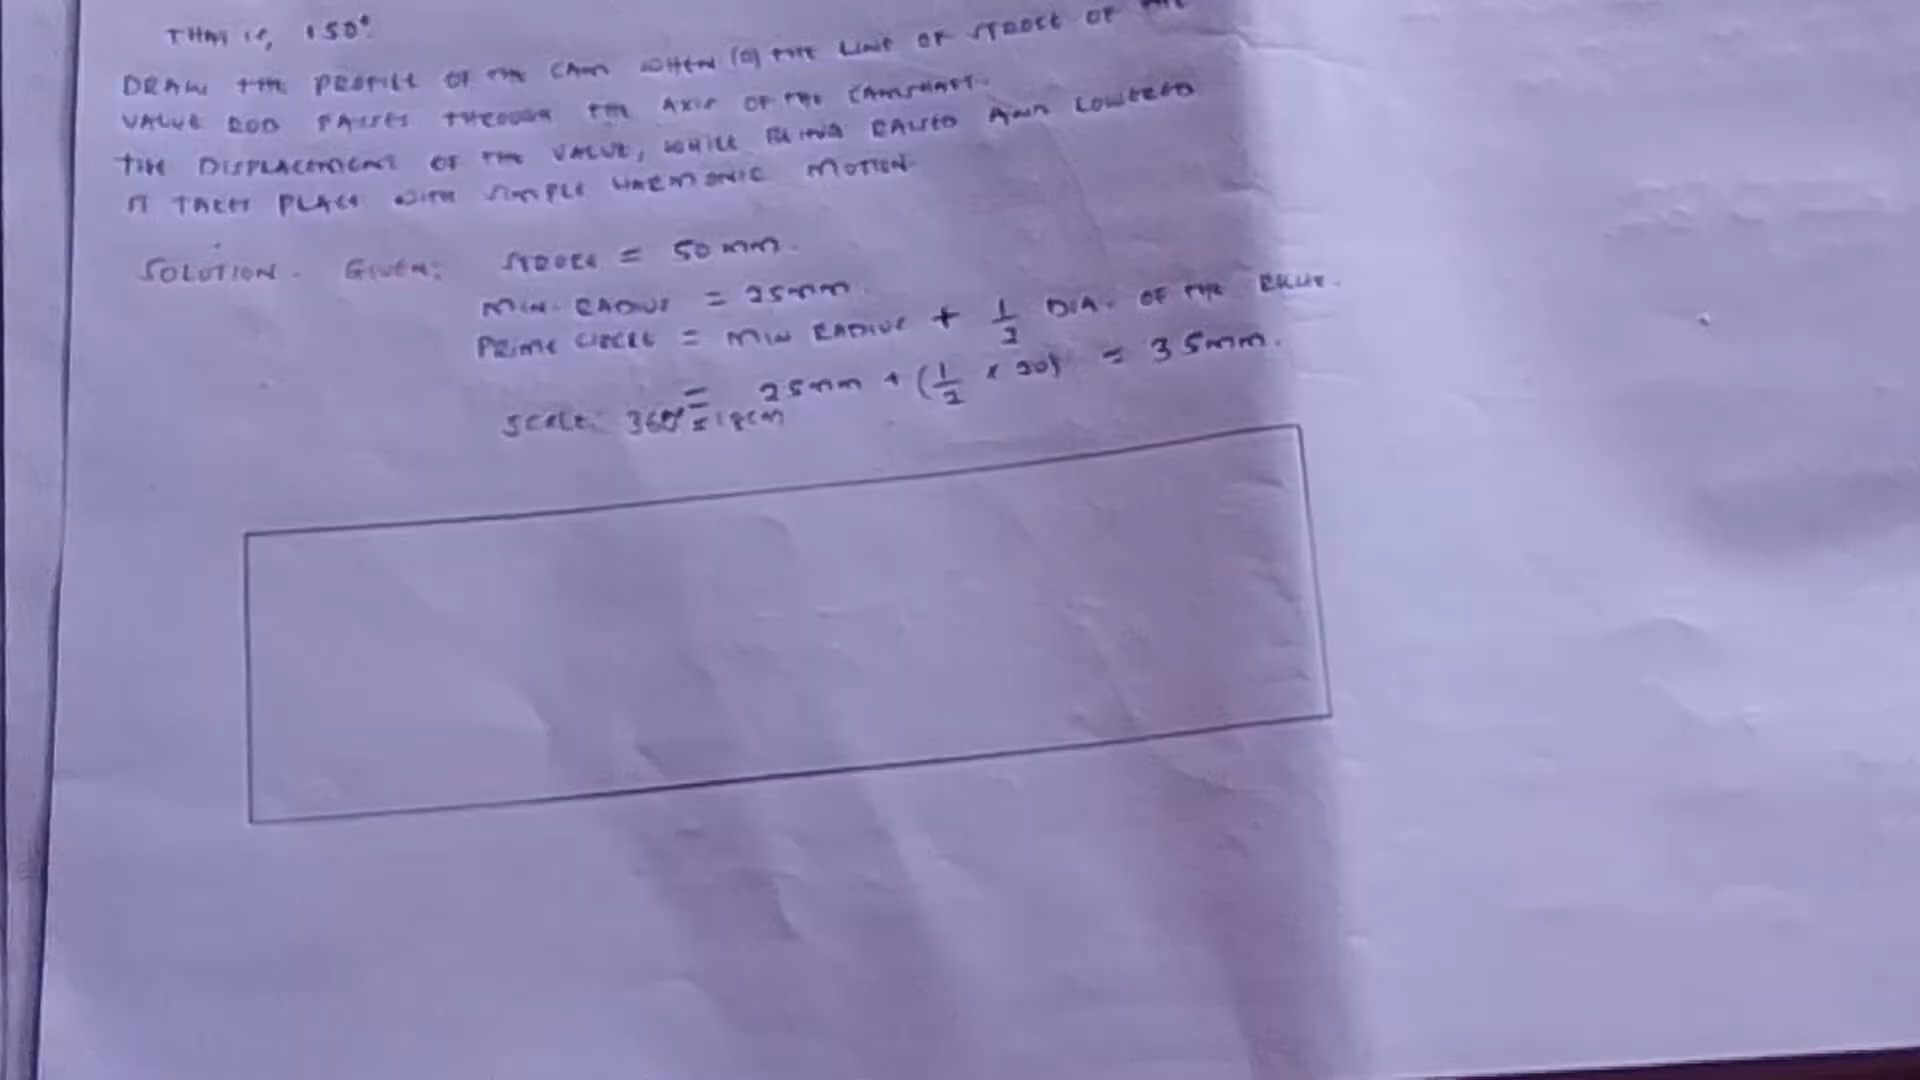 THAT IS, 150°.
DRAW THE PROFILE OF THE CAM WHEN (a) THE LINE OF STROKE OF THE
VALVE ROD PASSES THROUGH THE AXIS OF THE CAMSHAFT.
THE DISPLACEMENT OF THE VALVE, WHILE BEING RAISED AND LOWERED
IT TAKES PLACE WITH SIMPLE HARMONIC MOTION.
SOLUTION. GIVEN: STROKE = 50mm.
MIN. RADIUS = 25mm.
PRIME CIRCLE = MIN RADIUS + 1/2 DIA. OF THE
= 25mm + (1/2 x 20) = 35mm.
SCALE: 360° = 18cm